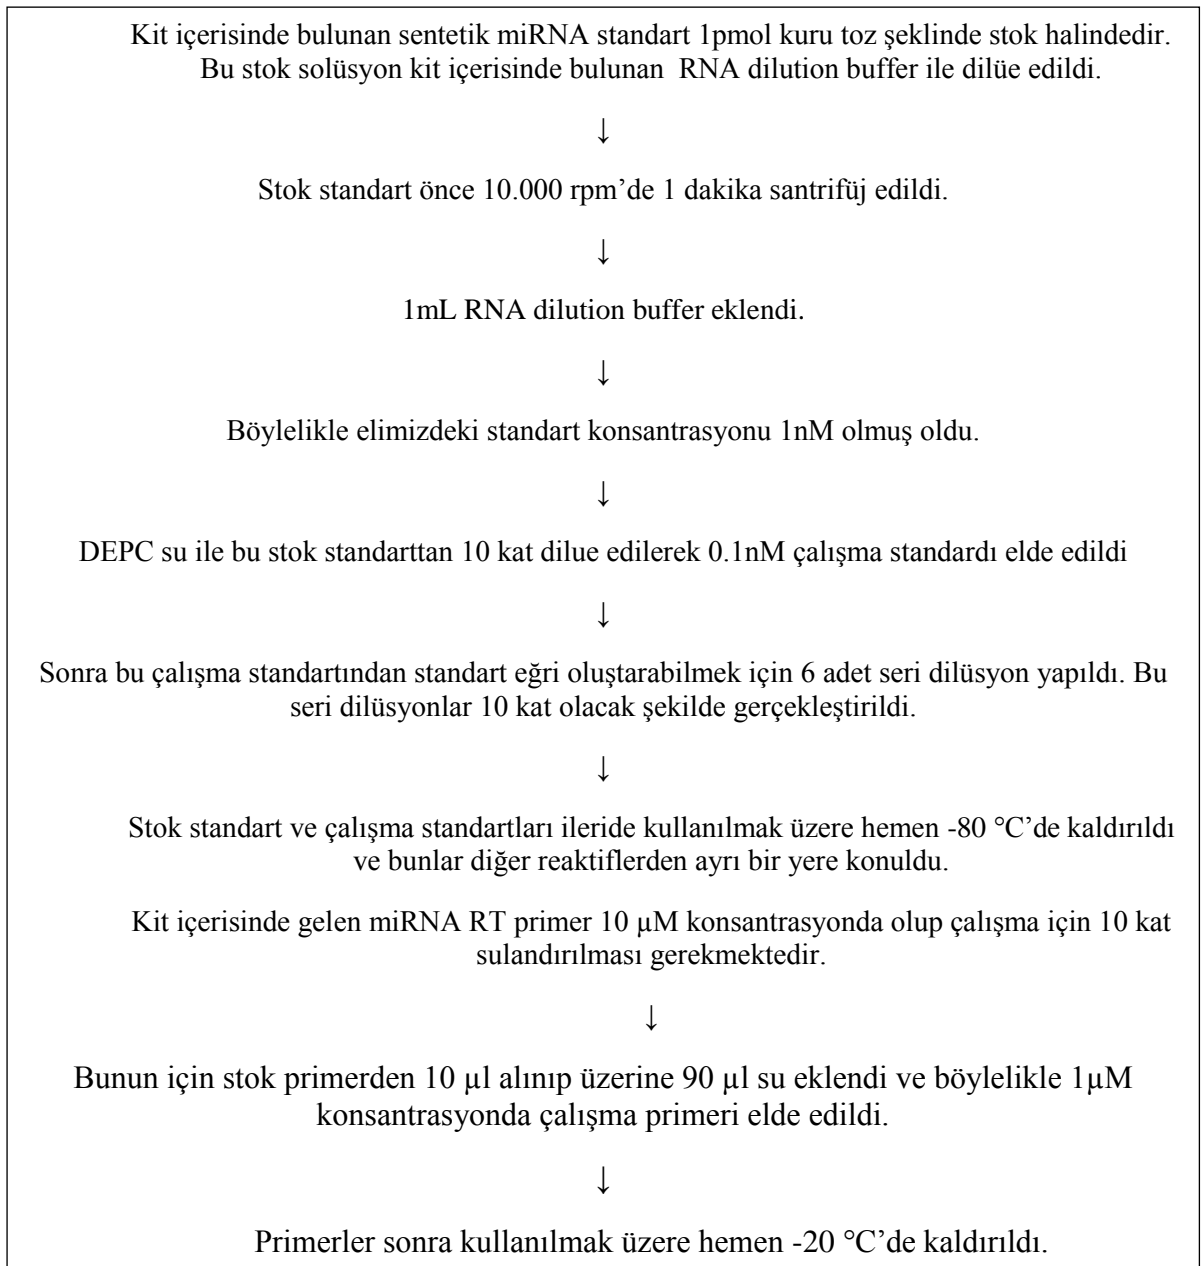 Kit içerisinde bulunan sentetik miRNA standart 1pmol kuru toz şeklinde stok halindedir.
Bu stok solüsyon kit içerisinde bulunan RNA dilution buffer ile dilüe edildi.
↓
Stok standart önce 10.000 rpm’de 1 dakika santrifüj edildi.
↓
1mL RNA dilution buffer eklendi.
↓
Böylelikle elimizdeki standart konsantrasyonu 1nM olmuş oldu.
↓
DEPC su ile bu stok standarttan 10 kat dilue edilerek 0.1nM çalışma standardı elde edildi
↓
Sonra bu çalışma standartından standart eğri oluştarabilmek için 6 adet seri dilüsyon yapıldı. Bu
seri dilüsyonlar 10 kat olacak şekilde gerçekleştirildi.
↓
Stok standart ve çalışma standartları ileride kullanılmak üzere hemen -80 °C’de kaldırıldı
ve bunlar diğer reaktiflerden ayrı bir yere konuldu.
Kit içerisinde gelen miRNA RT primer 10 µM konsantrasyonda olup çalışma için 10 kat
sulandırılması gerekmektedir.
↓
Bunun için stok primerden 10 µl alınıp üzerine 90 µl su eklendi ve böylelikle 1µM
konsantrasyonda çalışma primeri elde edildi.
↓
Primerler sonra kullanılmak üzere hemen -20 °C’de kaldırıldı.